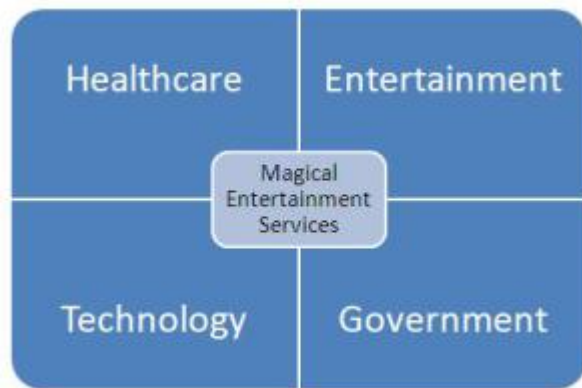 Healthcare
Entertainment
Magical
Entertainment
Services
Technology
Government